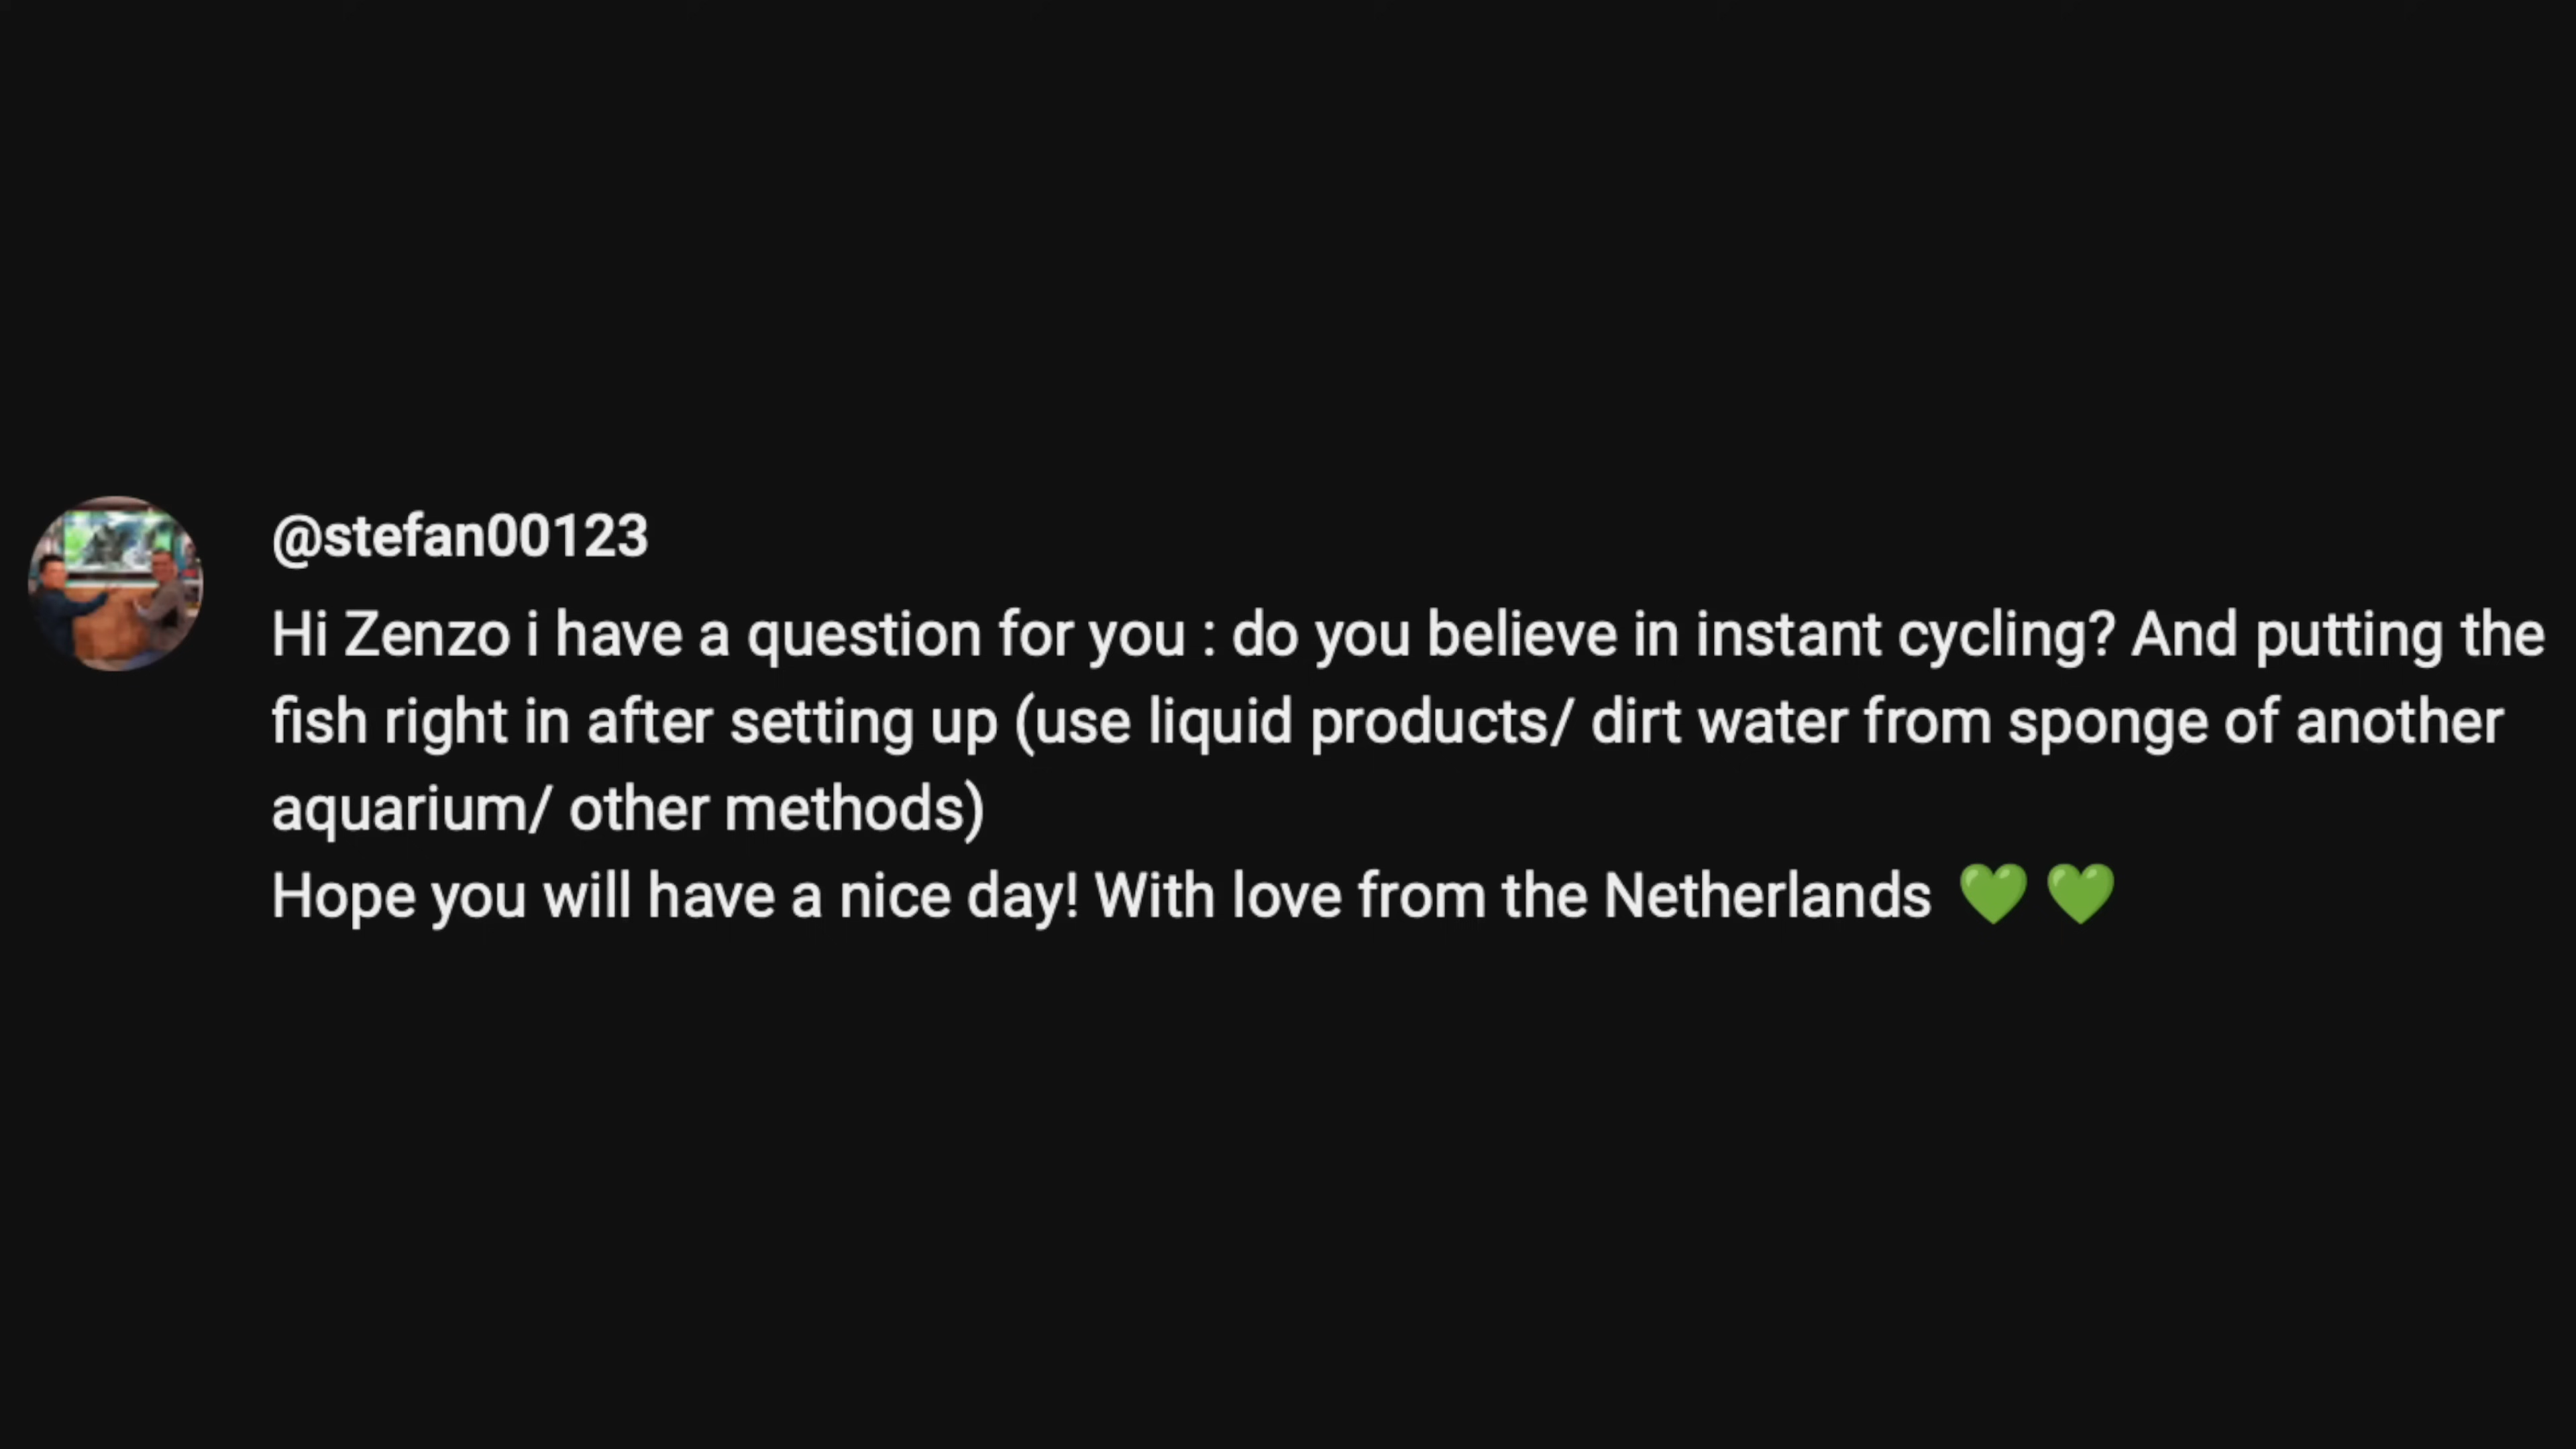 @stefan00123
Hi Zenzo i have a question for you : do you believe in instant cycling? And putting the
fish right in after setting up (use liquid products/ dirt water from sponge of another
aquarium/ other methods)
Hope you will have a nice day! With love from the Netherlands 💚 💚